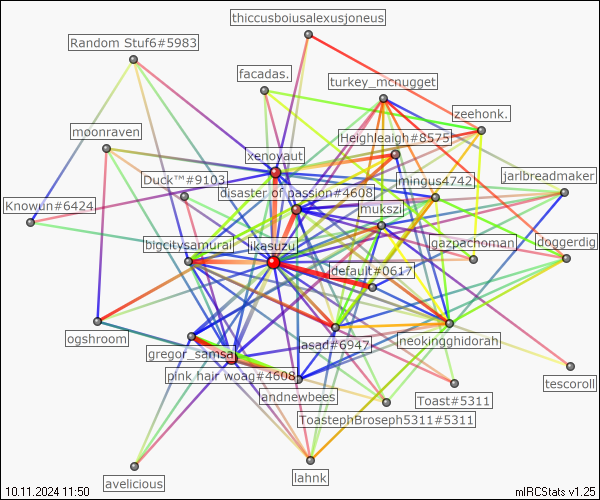 thiccusboiusalexusjoneus
Random Stuf6#5983
facadas.
turkey_mcnugget
zeehonk.
moonraven
Heighleigh#8575
xenoyaut
Duck™#9103
disaster of passion#4608
mingus4742
jarlbreadmaker
Knowun#6424
mukszi
bigcitysamurai
ikasuzu
gazpachoman
doggerdig
default#0617
ogshroom
gregor_samsa
asad#6947
neokingghidorah
pink hair woag#4608
andnewbees
tescoroll
Toast#5311
ToastephBroseph5311#5311
avelicious
lahnk
10.11.2024 11:50
mIRCStats v1.25